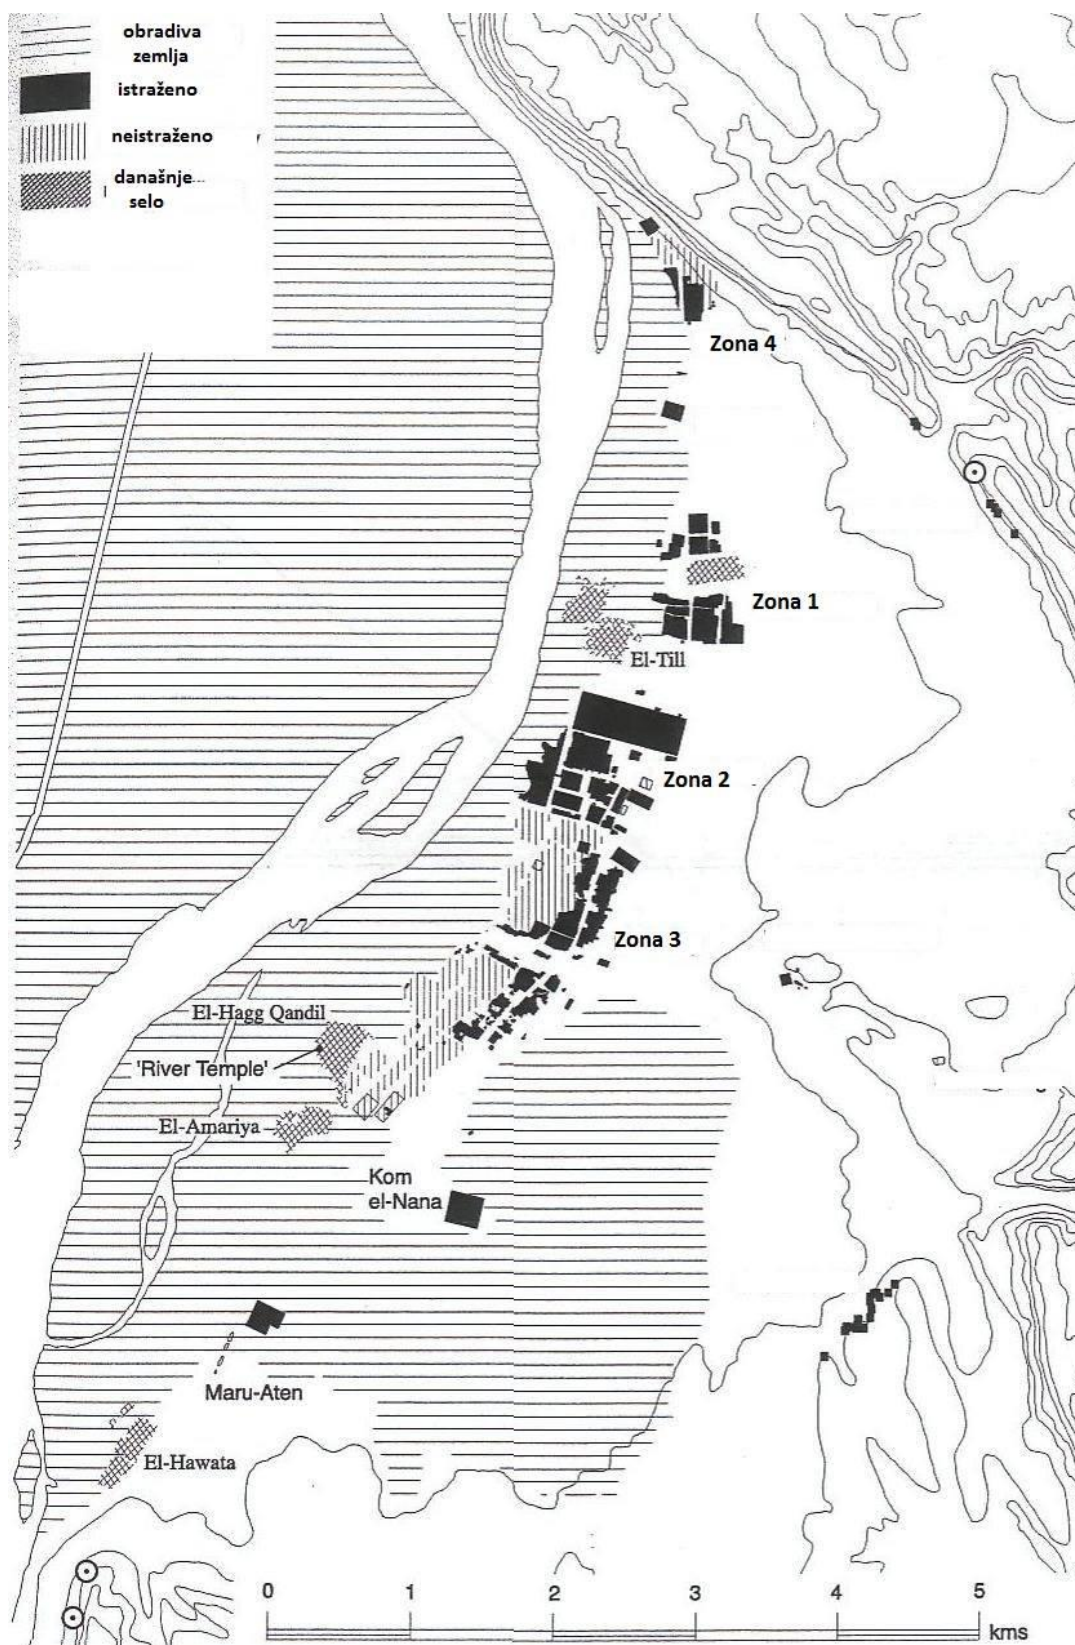 obradiva
zemlja
istraženo
neistraženo
današnje
selo
Zona 4
Zona 1
El-Till
Zona 2
Zona 3
El-Hagg Qandil
'River Temple'
El-Amariya
Kom
el-Nana
Maru-Aten
El-Hawata
0 1 2 3 4 5
kms